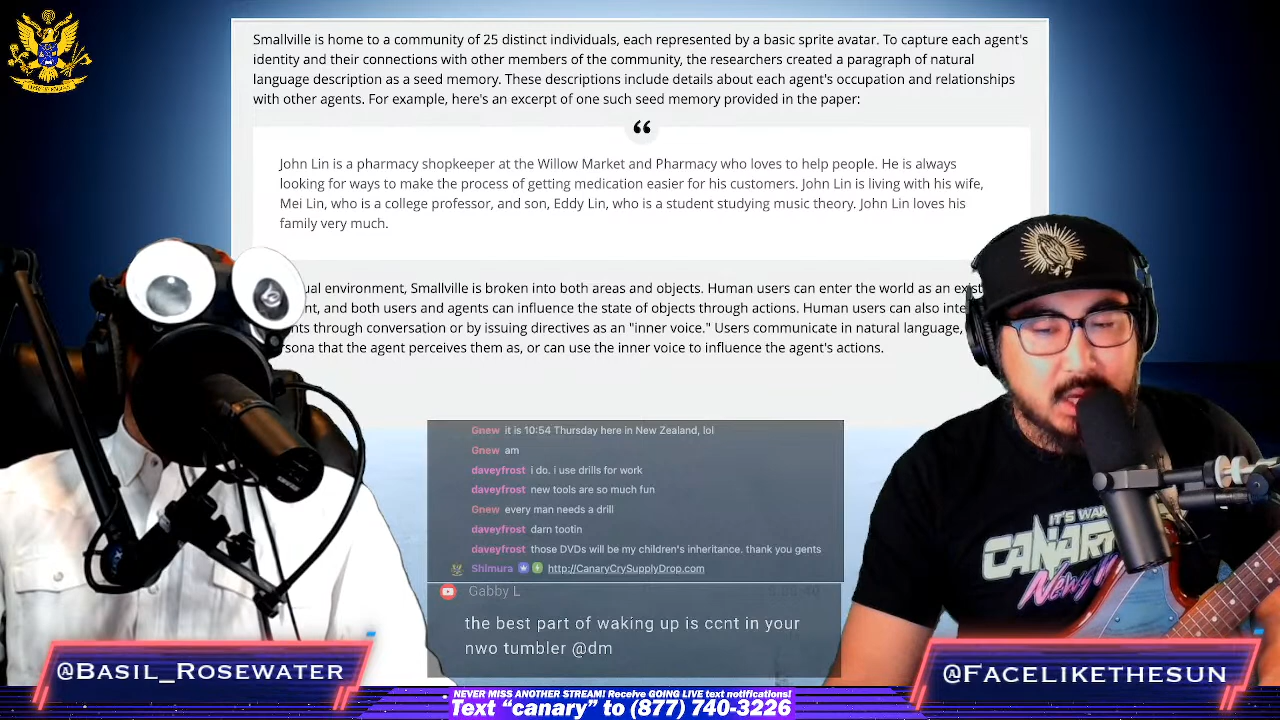 Smallville is home to a community of 25 distinct individuals, each represented by a basic sprite avatar. To capture each agent's
identity and their connections with other members of the community, the researchers created a paragraph of natural
language description as a seed memory. These descriptions include details about each agent's occupation and relationships
with other agents. For example, here's an excerpt of one such seed memory provided in the paper:
“
John Lin is a pharmacy shopkeeper at the Willow Market and Pharmacy who loves to help people. He is always
looking for ways to make the process of getting medication easier for his customers. John Lin is living with his wife,
Mei Lin, who is a college professor, and son, Eddy Lin, who is a student studying music theory. John Lin loves his
family very much.
environment, Smallville is broken into both areas and objects. Human users can enter the world as an
and both users and agents can influence the state of objects through actions. Human users can also
through conversation or by issuing directives as an "inner voice." Users communicate in natural language,
that the agent perceives them as, or can use the inner voice to influence the agent's actions.
Gnew it is 10:54 Thursday here in New Zealand, lol
Gnew am
daveyfrost i do. i use drills for work
daveyfrost new tools are so much fun
Gnew every man needs a drill
daveyfrost darn tootin
daveyfrost those DVDs will be my children's inheritance. thank you gents
Shimura http://CanaryCrySupplyDrop.com
Gabby L
the best part of waking up is ccnt in your
nwo tumbler @dm
IT'S
CANARY
News
@Basil_Rosewater
@Facelikethesun
NEVER MISS ANOTHER STREAM! Receive GOING LIVE text notifications!
Text "canary" to (877) 740-3226